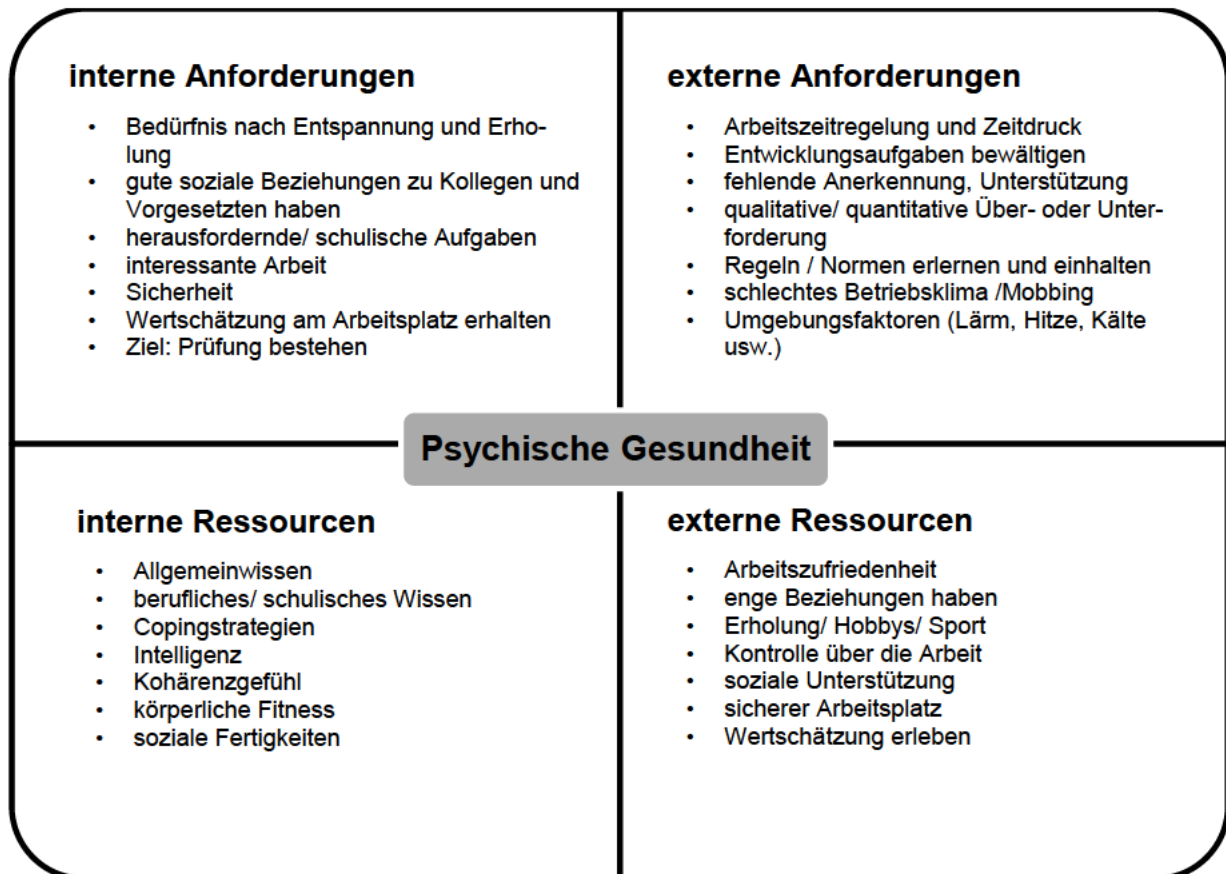 interne Anforderungen
• Bedürfnis nach Entspannung und Erho-
lung
• gute soziale Beziehungen zu Kollegen und
Vorgesetzten haben
• herausfordernde/ schulische Aufgaben
• interessante Arbeit
• Sicherheit
• Wertschätzung am Arbeitsplatz erhalten
• Ziel: Prüfung bestehen
externe Anforderungen
• Arbeitszeitregelung und Zeitdruck
• Entwicklungsaufgaben bewältigen
• fehlende Anerkennung, Unterstützung
• qualitative/ quantitative Über- oder Unter-
forderung
• Regeln / Normen erlernen und einhalten
• schlechtes Betriebsklima /Mobbing
• Umgebungsfaktoren (Lärm, Hitze, Kälte
usw.)
Psychische Gesundheit
interne Ressourcen
• Allgemeinwissen
• berufliches/ schulisches Wissen
• Copingstrategien
• Intelligenz
• Kohärenzgefühl
• körperliche Fitness
• soziale Fertigkeiten
externe Ressourcen
• Arbeitszufriedenheit
• enge Beziehungen haben
• Erholung/ Hobbys/ Sport
• Kontrolle über die Arbeit
• soziale Unterstützung
• sicherer Arbeitsplatz
• Wertschätzung erleben